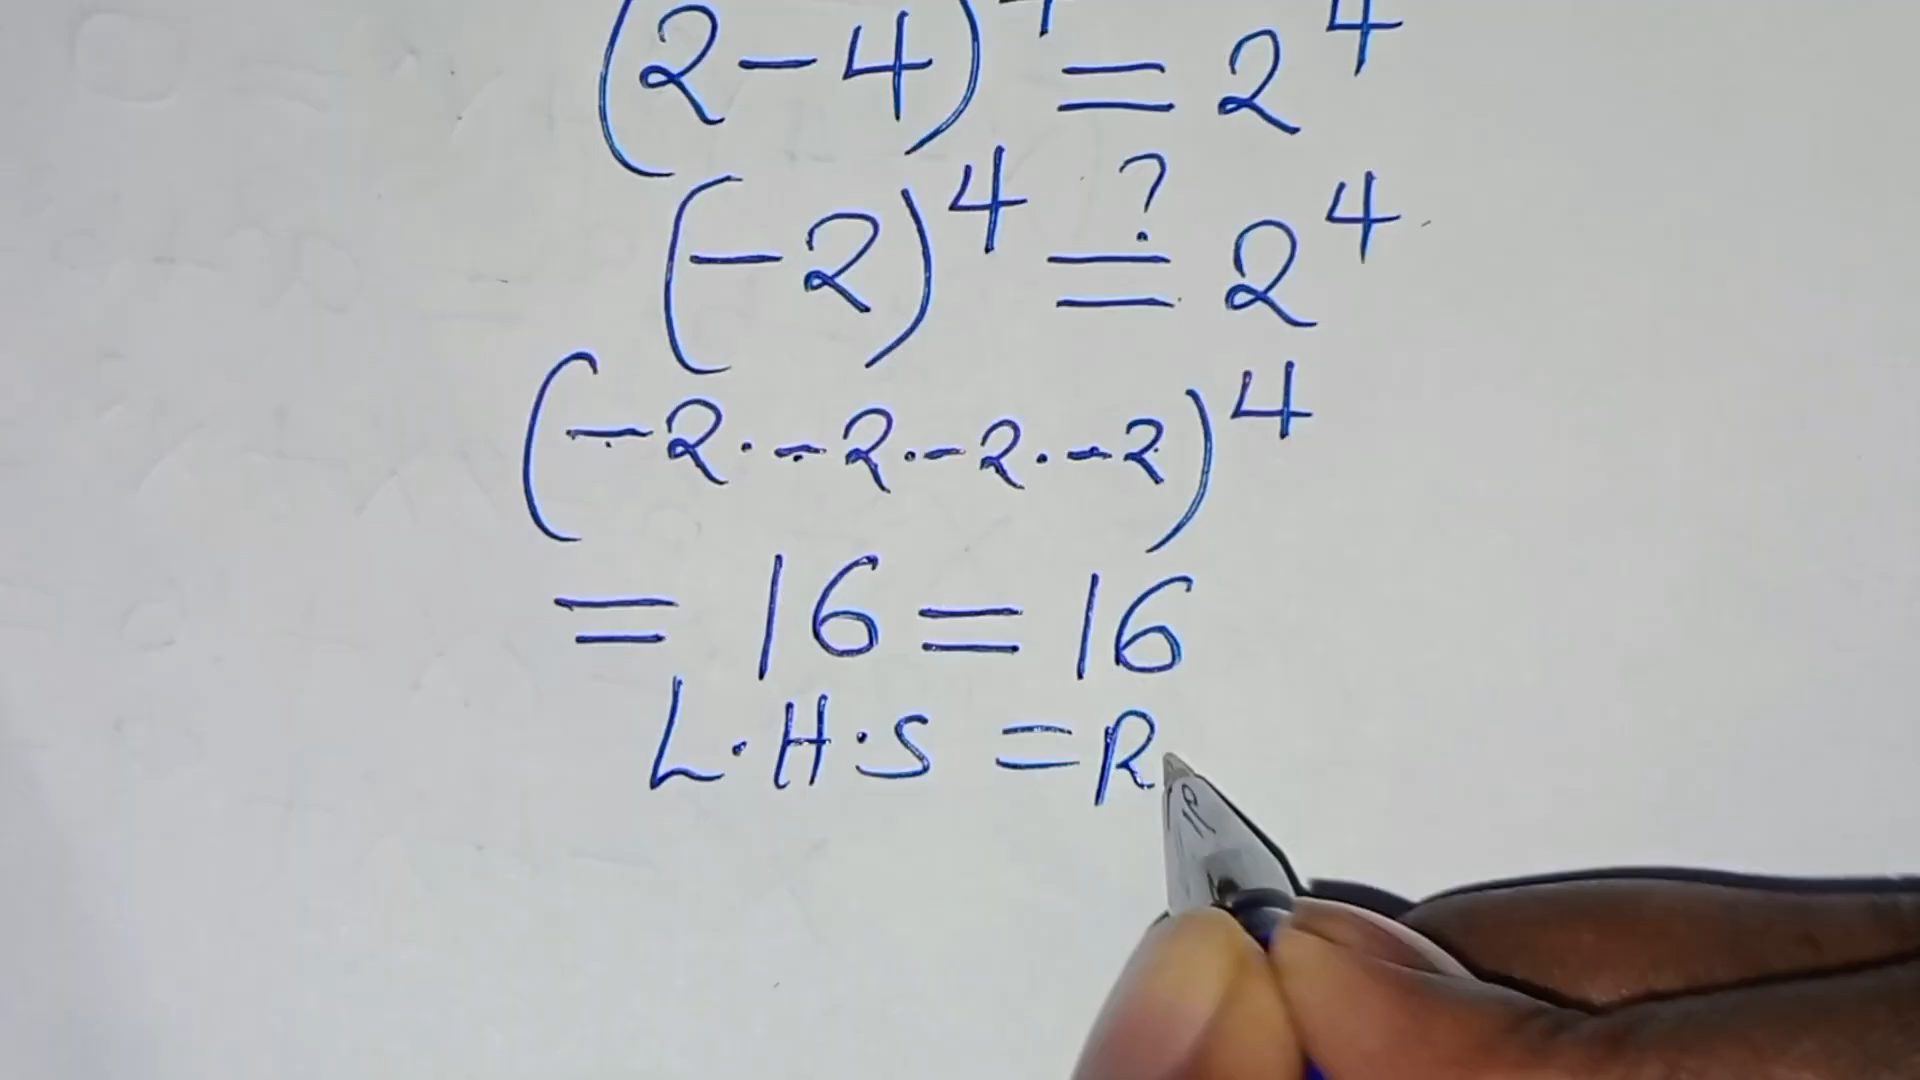 (2-4)⁴ = 2⁴
(-2)⁴ ?= 2⁴
(-2·-2·-2·-2)⁴
= 16 = 16
L.H.S = R